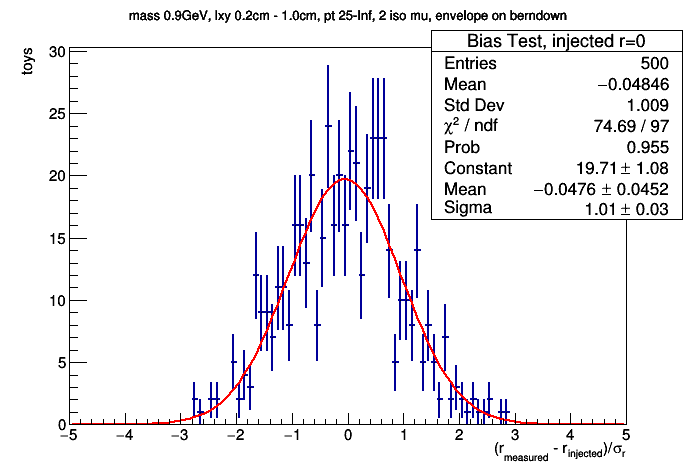 mass 0.9GeV, lxy 0.2cm - 1.0cm, pt 25-Inf, 2 iso mu, envelope on berndown
toys
Bias Test, injected r=0
Entries 500
Mean −0.04846
Std Dev 1.009
χ² / ndf 74.69 / 97
Prob 0.955
Constant 19.71 ± 1.08
Mean −0.0476 ± 0.0452
Sigma 1.01 ± 0.03
30
25
20
15
10
5
0
−5 −4 −3 −2 −1 0 1 2 3 4 5
(r_measured - r_injected)/σ_r